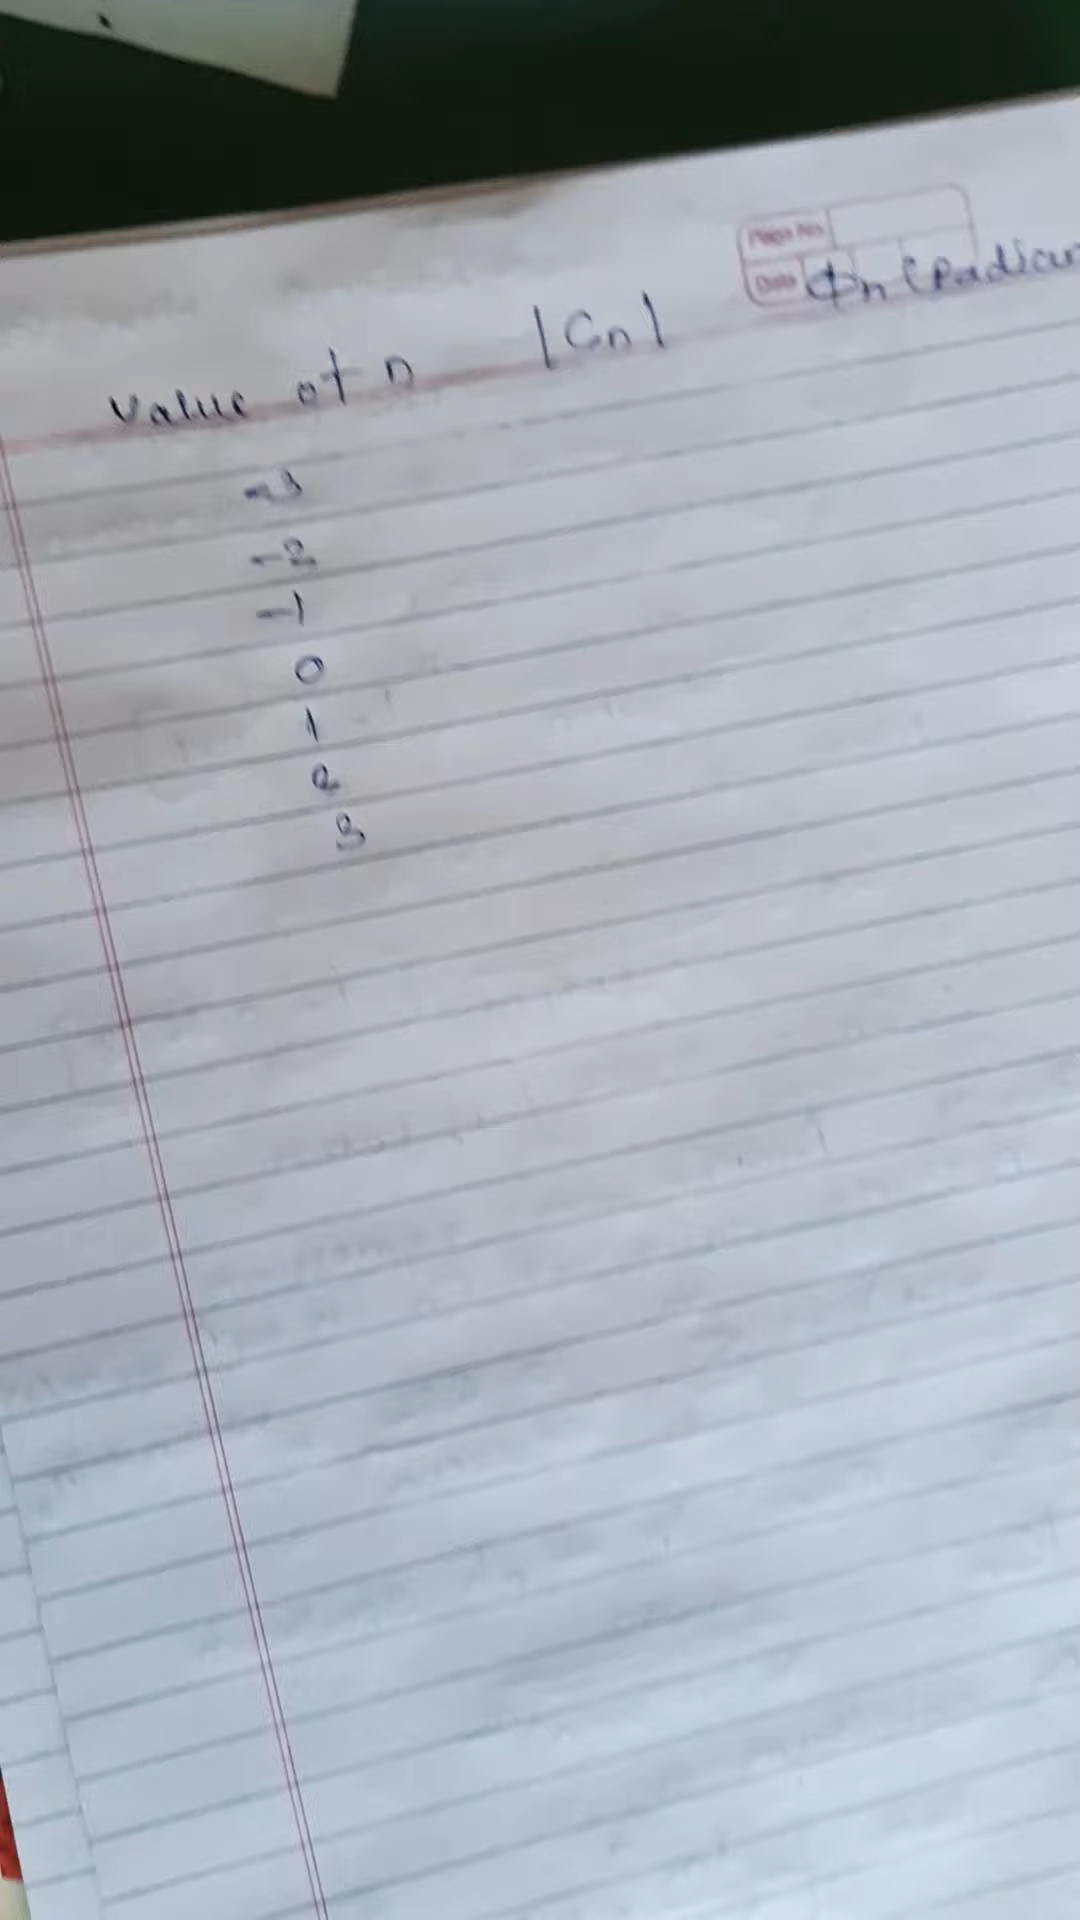 Page No.
Date
Value of n |Cn| Φn (Radian
-3
-2
-1
0
1
2
3